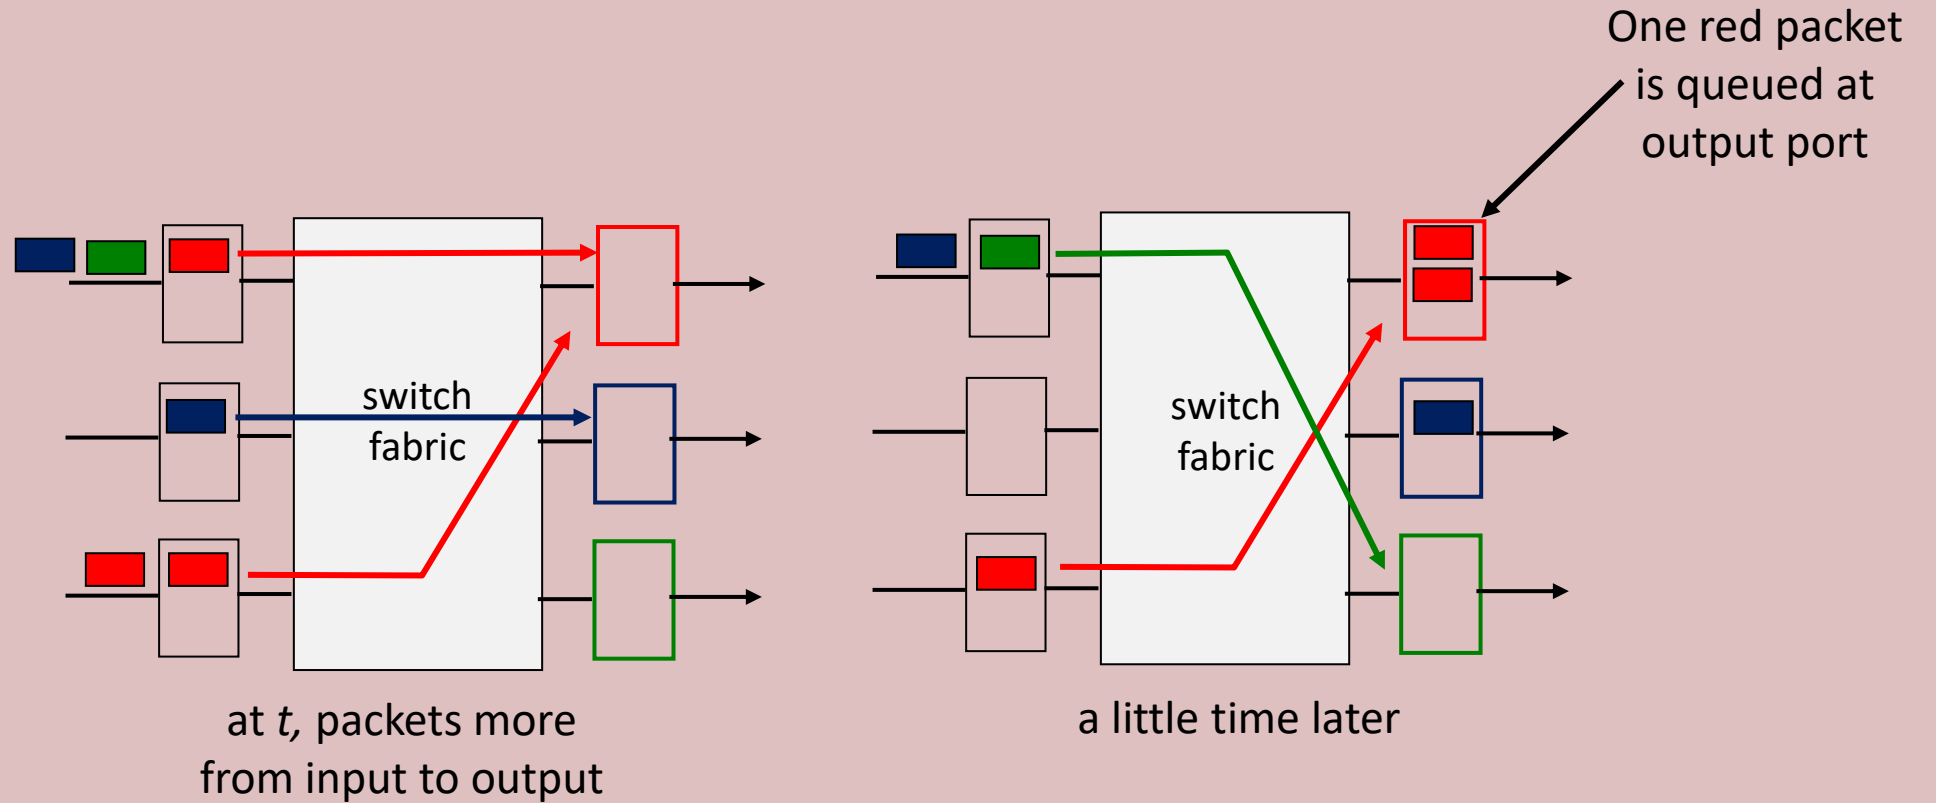 One red packet
is queued at
output port
switch
fabric
switch
fabric
at t, packets more
from input to output
a little time later